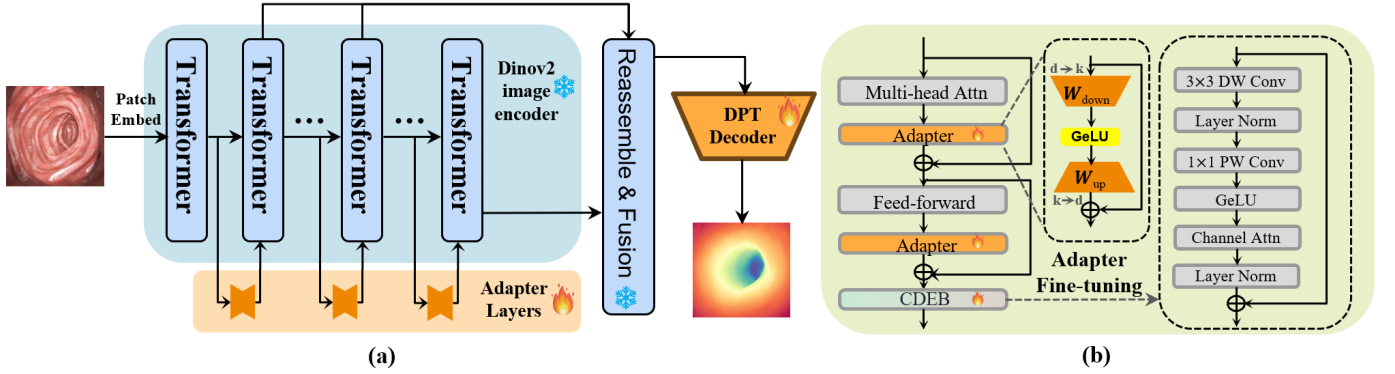 Patch
Embed
Transformer
Transformer
...
Transformer
...
Transformer
Dinov2
image
encoder
Adapter
Layers
Reassemble & Fusion
DPT
Decoder
(a)
Multi-head Attn
Adapter
Feed-forward
Adapter
CDEB
d → k
W down
GeLU
W up
k→d
Adapter
Fine-tuning
3×3 DW Conv
Layer Norm
1×1 PW Conv
GeLU
Channel Attn
Layer Norm
(b)